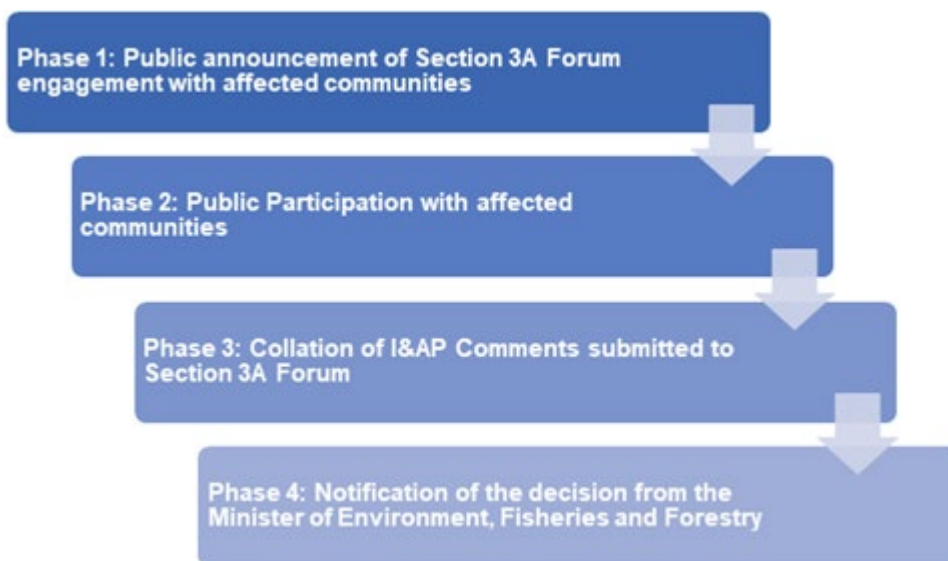 Phase 1: Public announcement of Section 3A Forum
engagement with affected communities
Phase 2: Public Participation with affected
communities
Phase 3: Collation of I&AP Comments submitted to
Section 3A Forum
Phase 4: Notification of the decision from the
Minister of Environment, Fisheries and Forestry